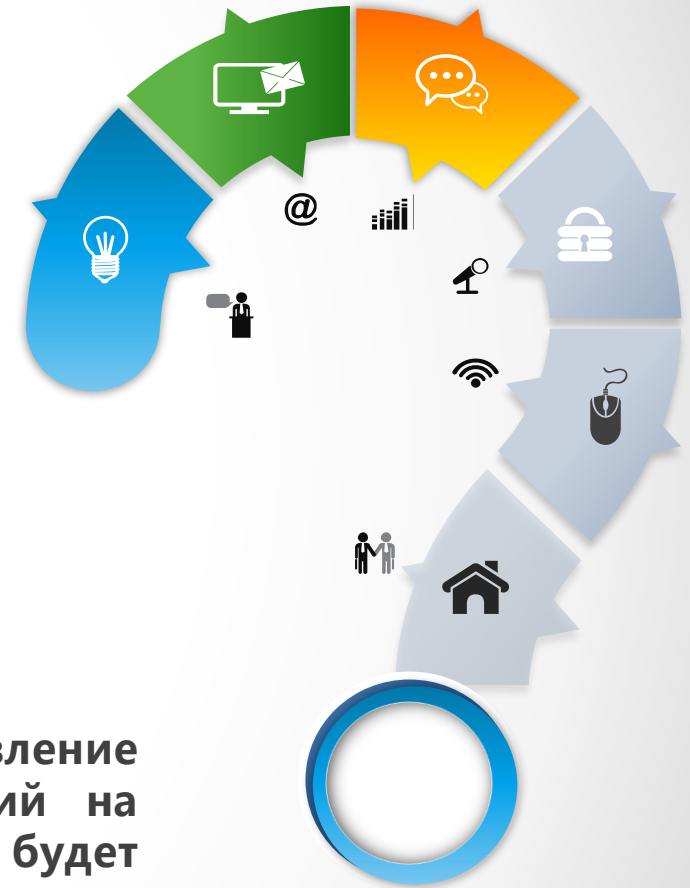 вление
ий на
будет